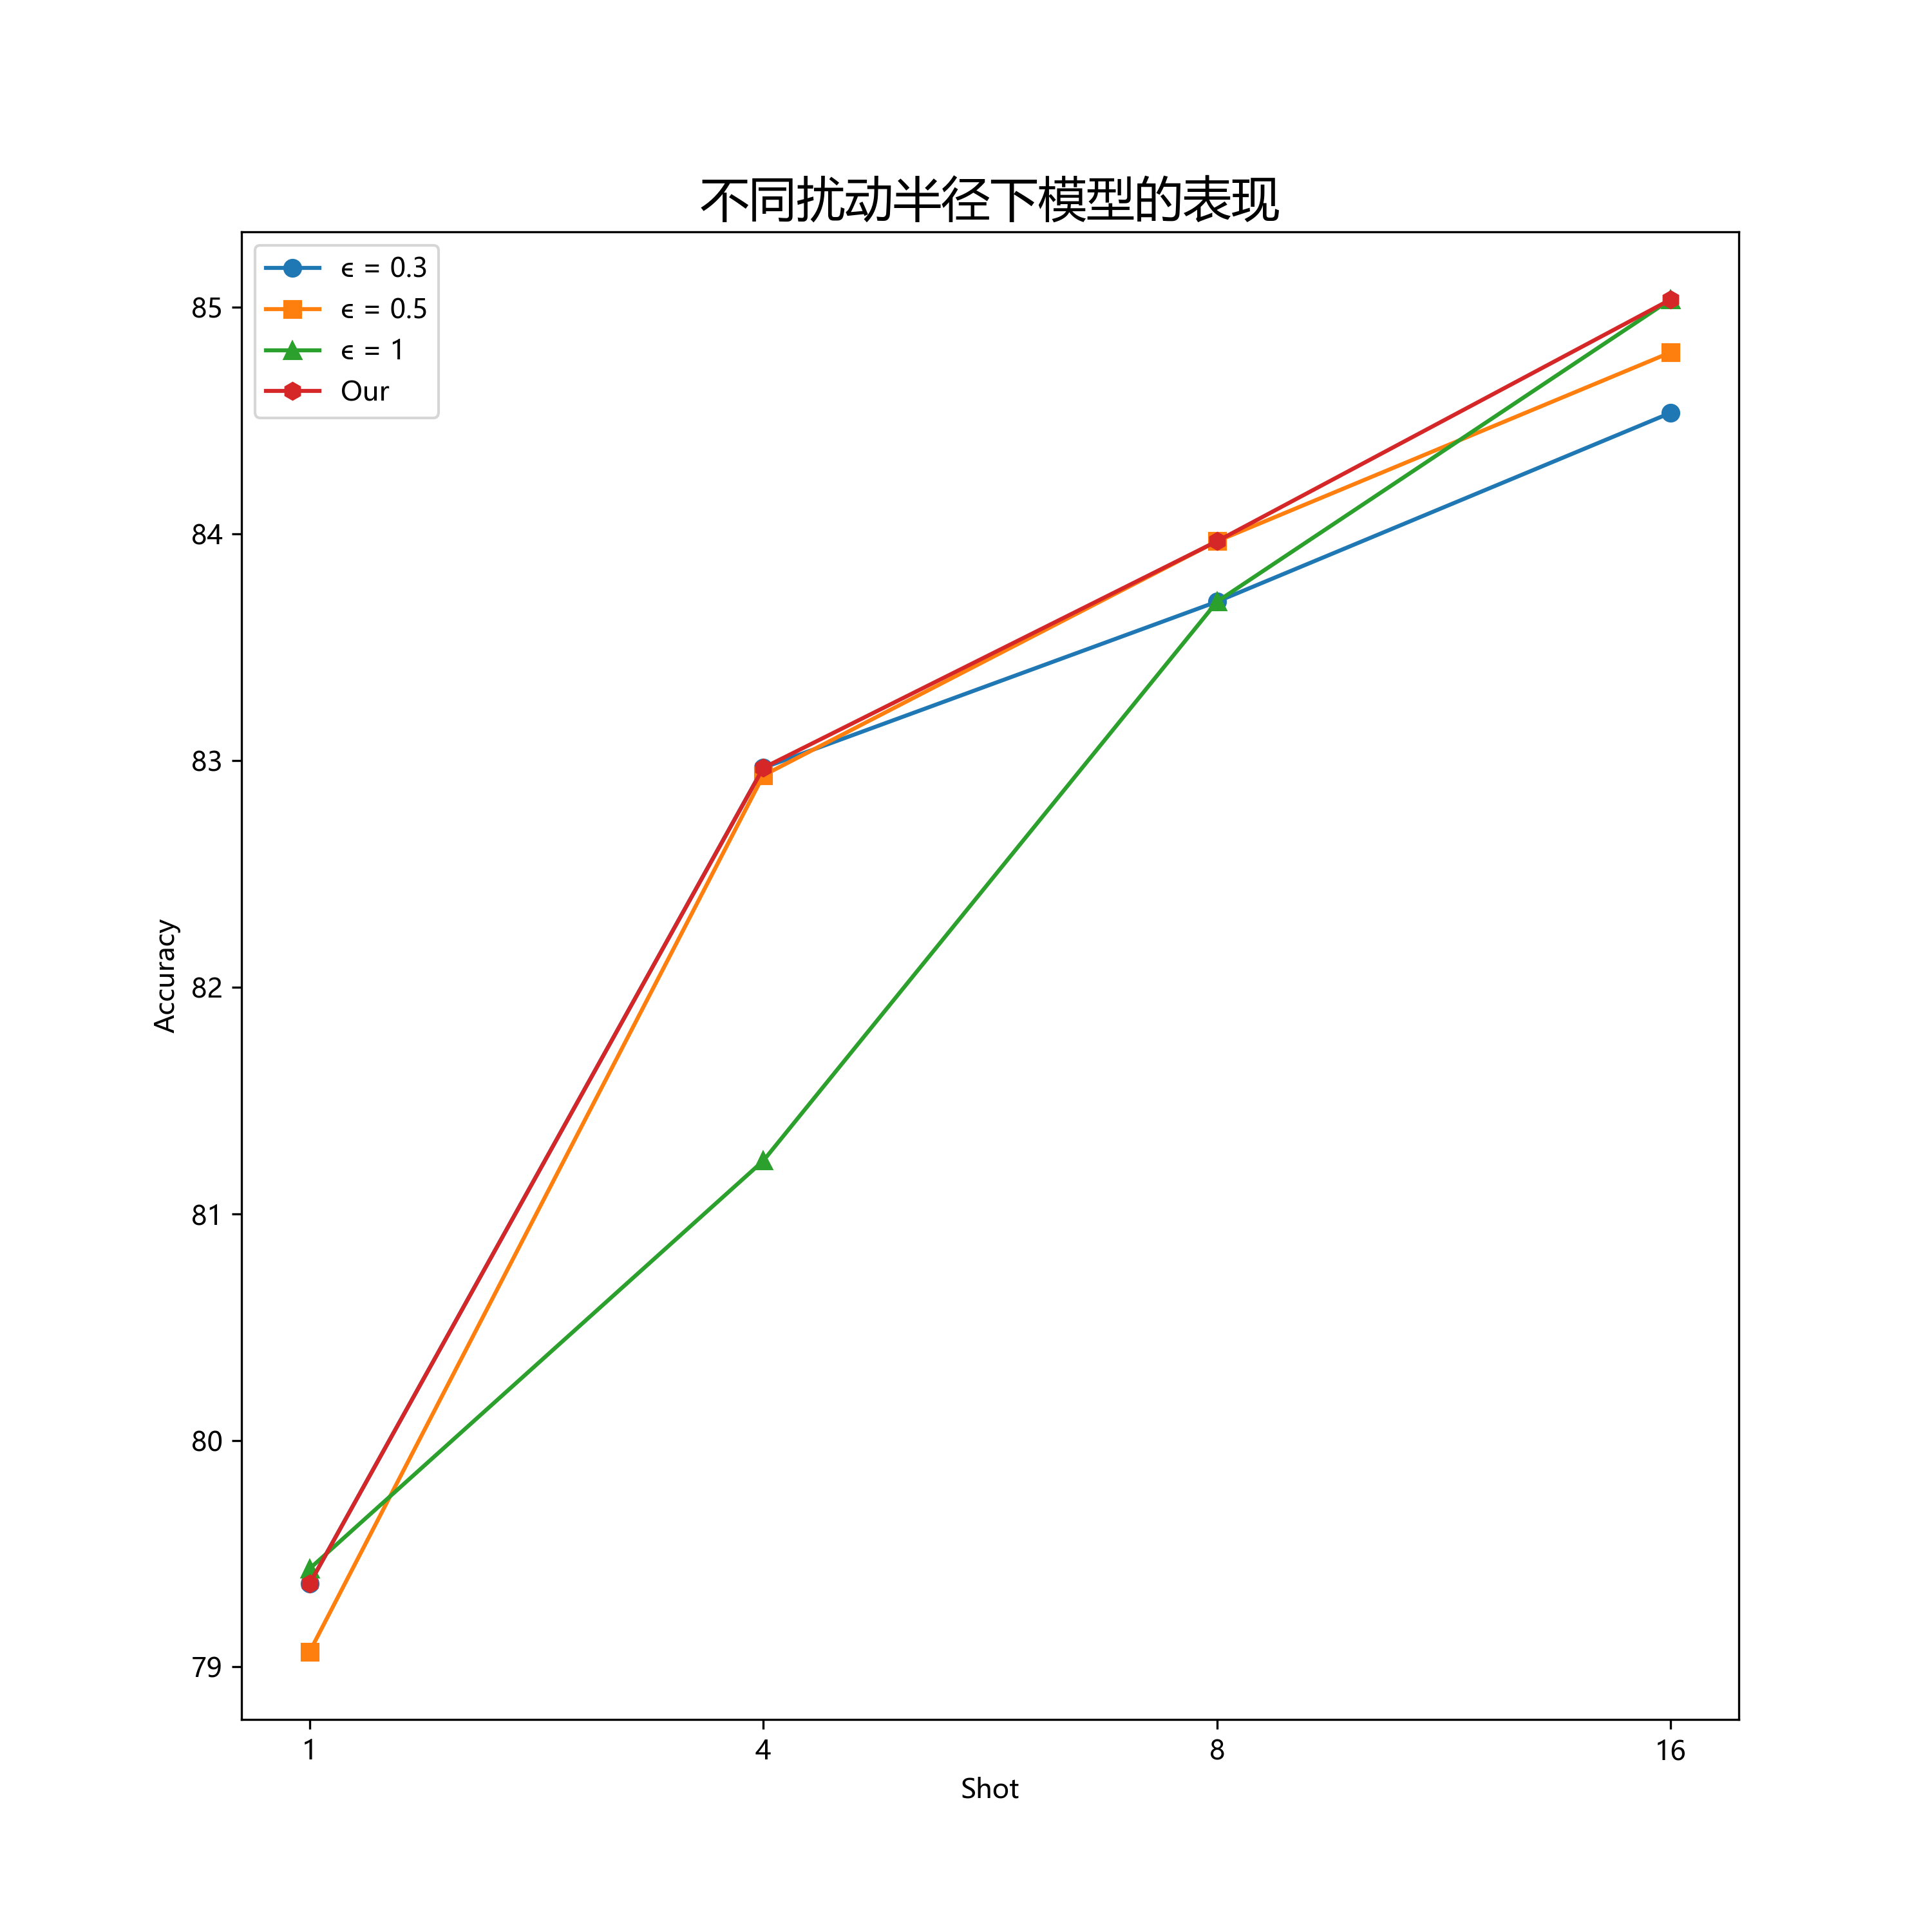 不同扰动半径下模型的表现
ϵ = 0.3
ϵ = 0.5
ϵ = 1
Our
85
84
83
82
81
80
79
Accuracy
1 4 8 16
Shot